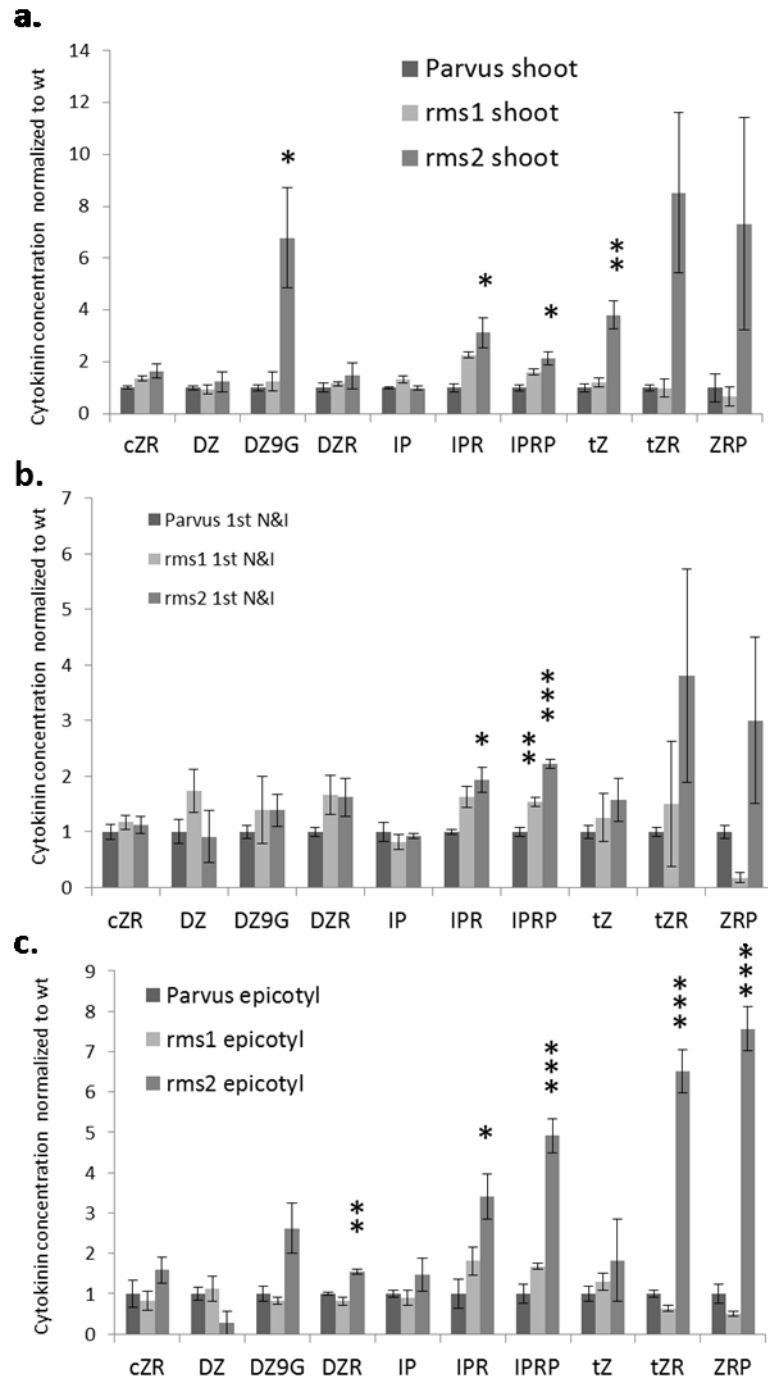 a.
Cytokinin concentration normalized to wt
14
12
10
8
6
4
2
0
Parvus shoot
rms1 shoot
rms2 shoot
*
*
*
**
cZR DZ DZ9G DZR IP IPR IPRP tZ tZR ZRP
b.
Cytokinin concentration normalized to wt
7
6
5
4
3
2
1
0
Parvus 1st N&I
rms1 1st N&I
rms2 1st N&I
*
**
***
cZR DZ DZ9G DZR IP IPR IPRP tZ tZR ZRP
c.
Cytokinin concentration normalized to wt
9
8
7
6
5
4
3
2
1
0
Parvus epicotyl
rms1 epicotyl
rms2 epicotyl
**
*
***
***
***
cZR DZ DZ9G DZR IP IPR IPRP tZ tZR ZRP